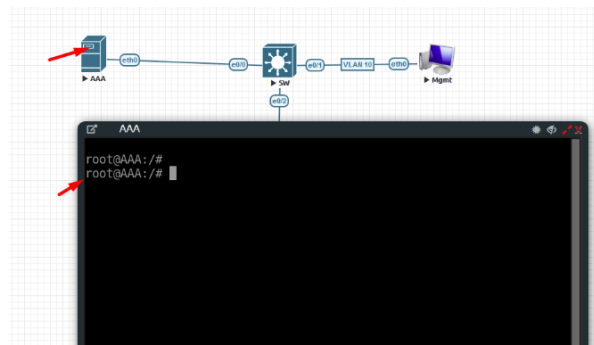 eth0
e0/0
e0/1
VLAN 10
eth0
AAA
SW
Mgmt
e0/2
AAA
root@AAA:/#
root@AAA:/#